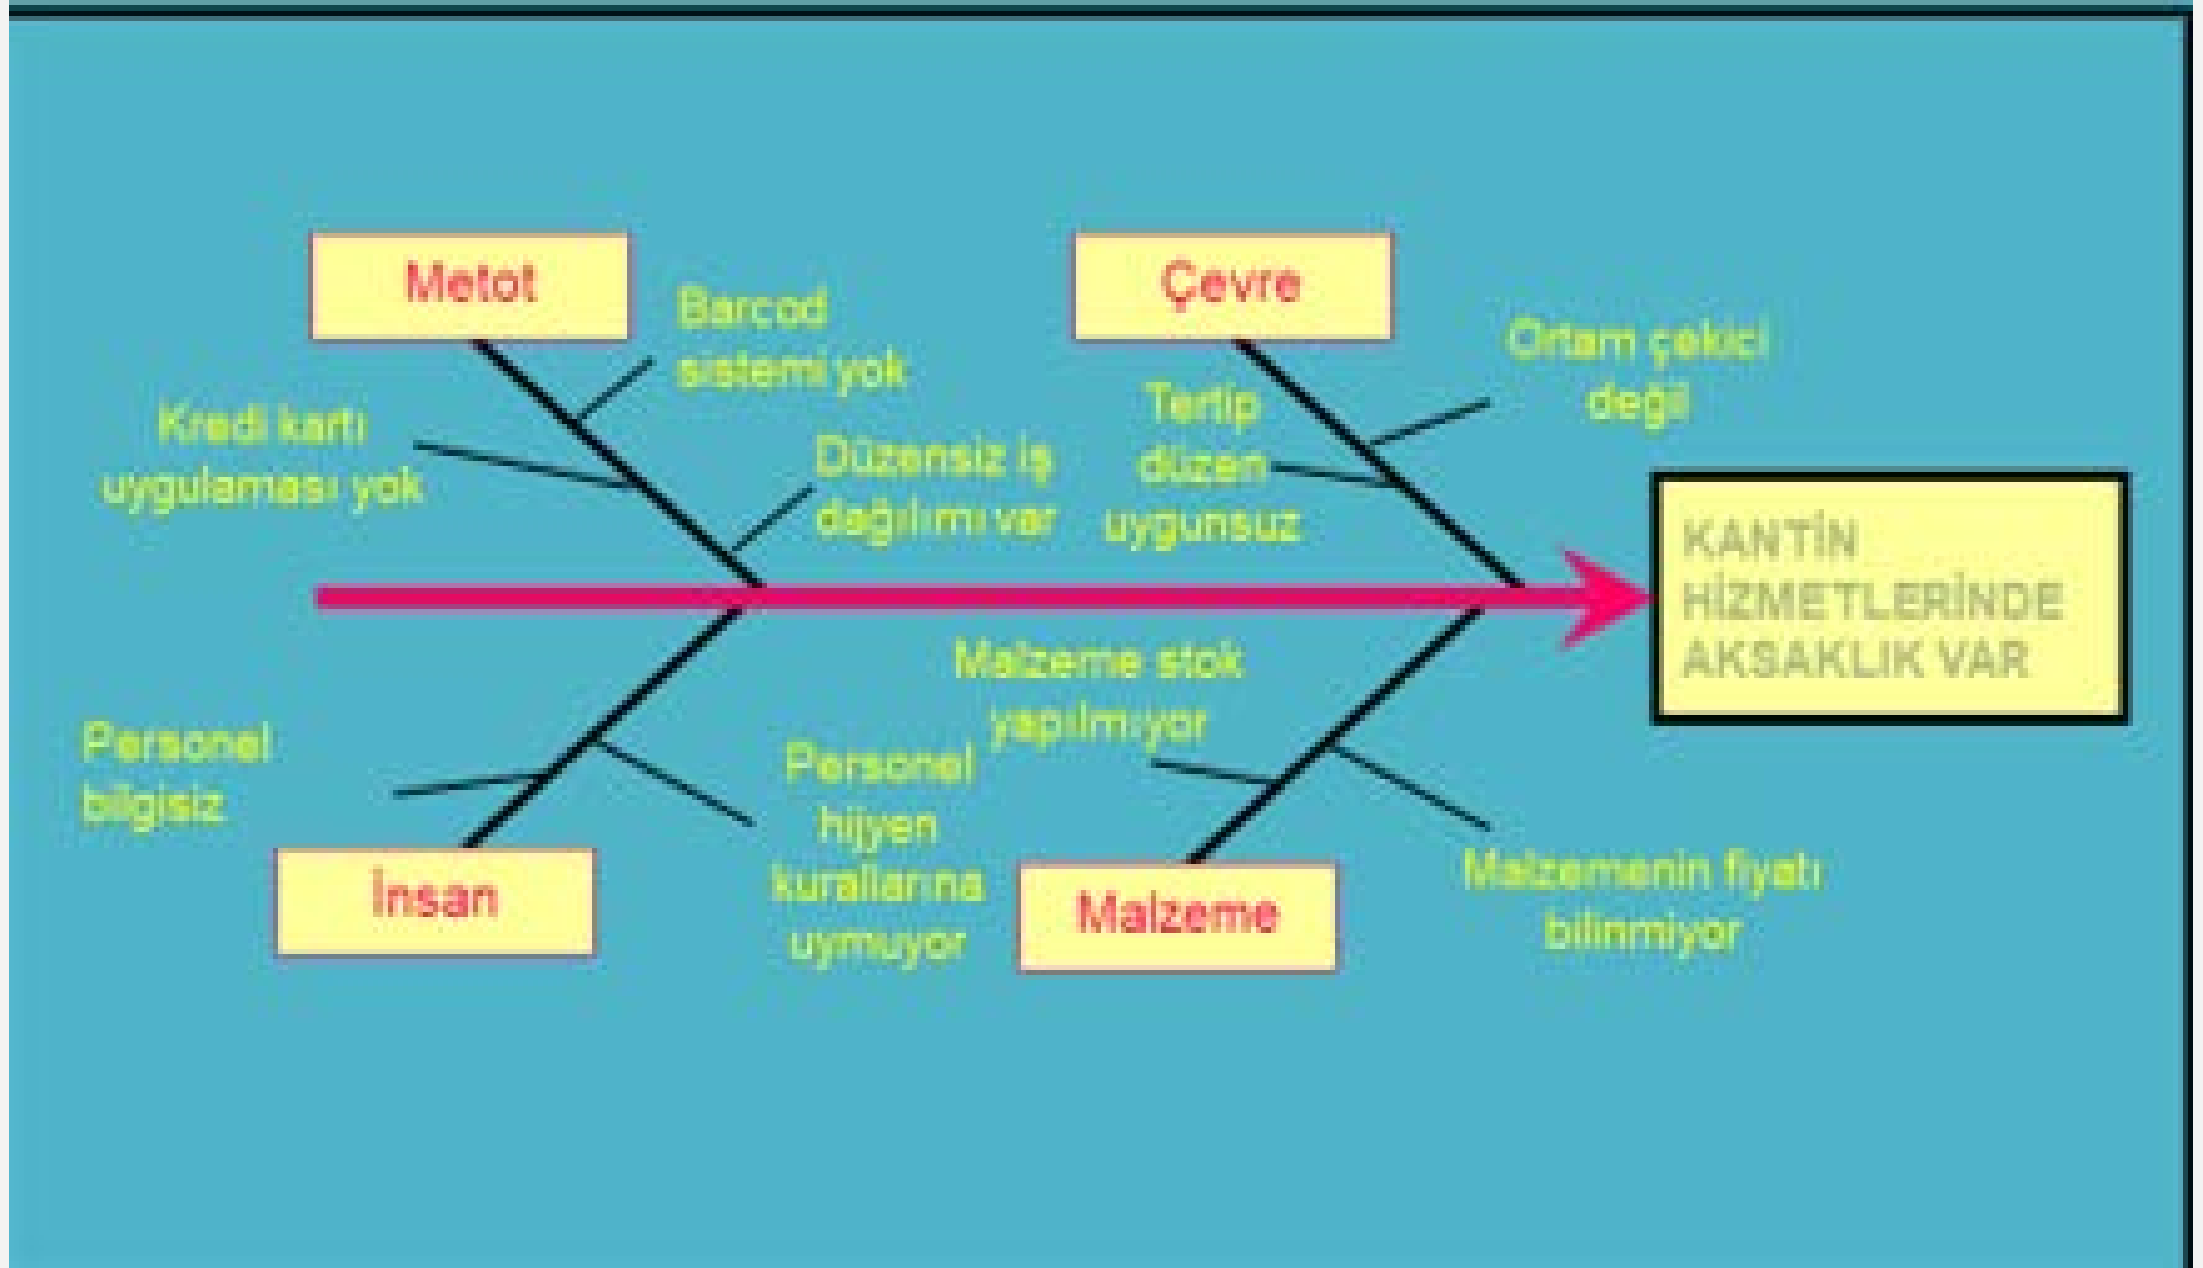 Metot
Barcod
sistemi yok
Kredi kartı
uygulaması yok
Düzensiz iş
dağılımı var
Çevre
Ortam çekici
değil
Tertip
düzen
uygunsuz
KANTİN
HİZMETLERİNDE
AKSAKLIK VAR
Personel
bilgisiz
İnsan
Personel
hijyen
kurallarına
uymuyor
Malzeme stok
yapılmıyor
Malzeme
Malzemenin fiyatı
bilinmiyor